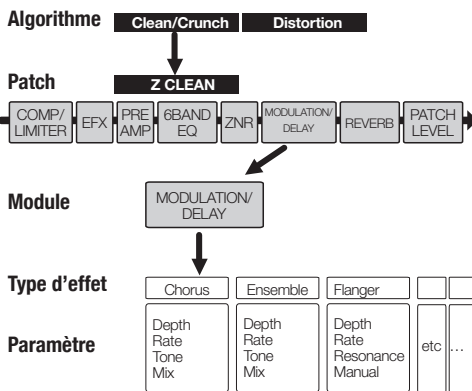 Algorithme Clean/Crunch Distortion
Patch Z CLEAN
COMP/ LIMITER EFX PRE AMP 6BAND EQ ZNR MODULATION/ DELAY REVERB PATCH LEVEL
Module MODULATION/ DELAY
Type d'effet Chorus Ensemble Flanger
Paramètre
Depth
Rate
Tone
Mix
Depth
Rate
Tone
Mix
Depth
Rate
Resonance
Manual
etc ...